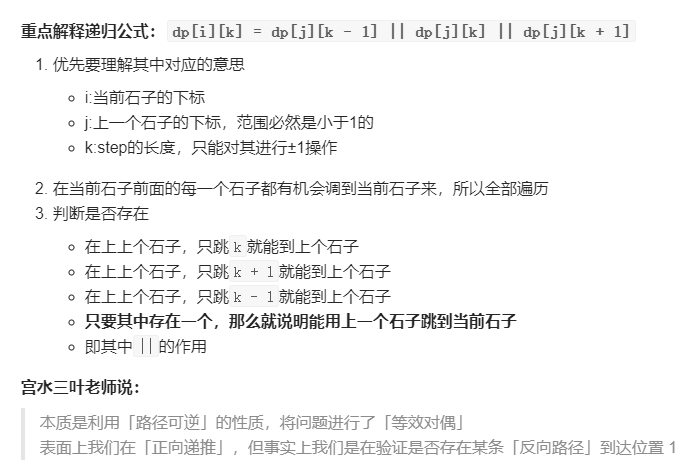 重点解释递归公式： dp[i][k] = dp[j][k - 1] || dp[j][k] || dp[j][k + 1]
1. 优先要理解其中对应的意思
i:当前石子的下标
j:上一个石子的下标，范围必然是小于1的
k:step的长度，只能对其进行±1操作
2. 在当前石子前面的每一个石子都有机会调到当前石子来，所以全部遍历
3. 判断是否存在
在上上个石子，只跳 k 就能到上个石子
在上上个石子，只跳 k + 1 就能到上个石子
在上上个石子，只跳 k - 1 就能到上个石子
只要其中存在一个，那么就说明能用上一个石子跳到当前石子
即其中 || 的作用
宫水三叶老师说：
本质是利用「路径可逆」的性质，将问题进行了「等效对偶」
表面上我们在「正向递推」，但事实上我们是在验证是否存在某条「反向路径」到达位置 1